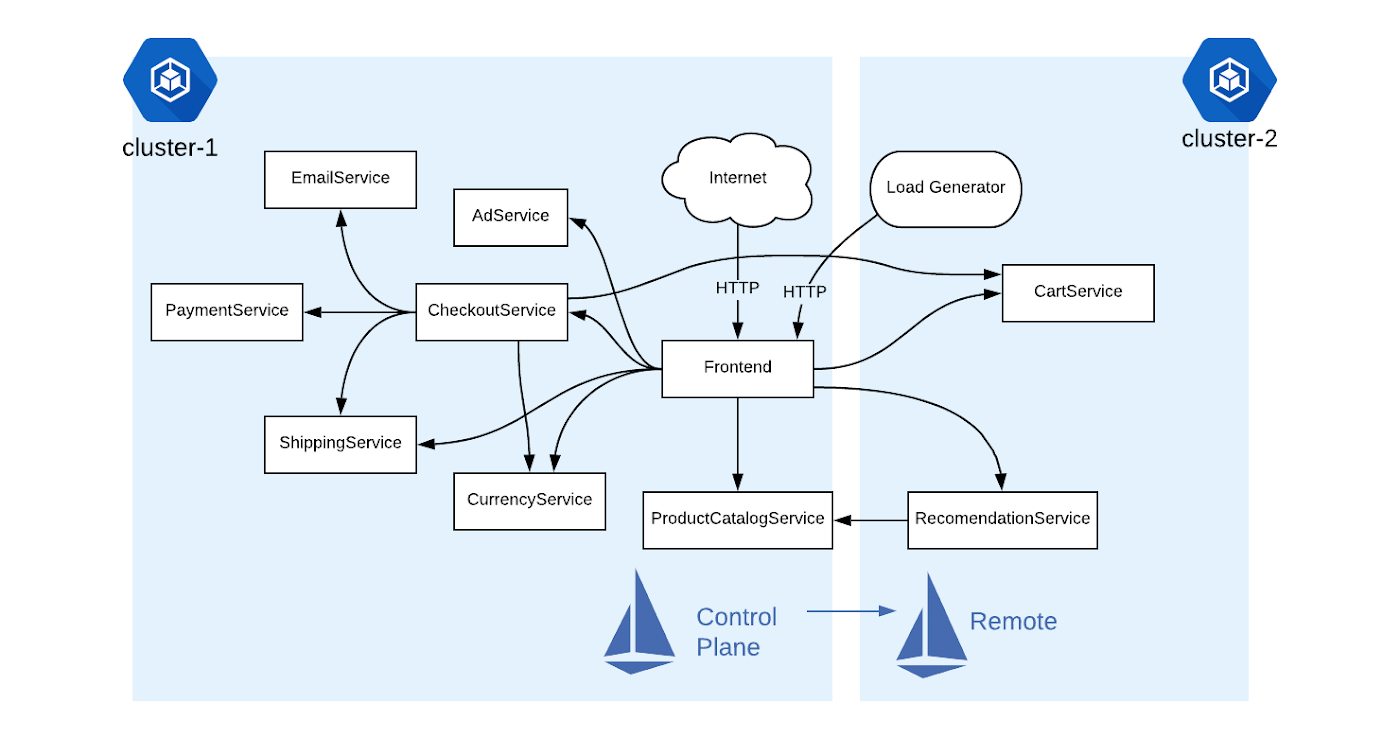 cluster-1
cluster-2
EmailService
AdService
Internet
Load Generator
PaymentService
CheckoutService
HTTP
HTTP
CartService
Frontend
ShippingService
CurrencyService
ProductCatalogService
RecomendationService
Control
Plane
Remote